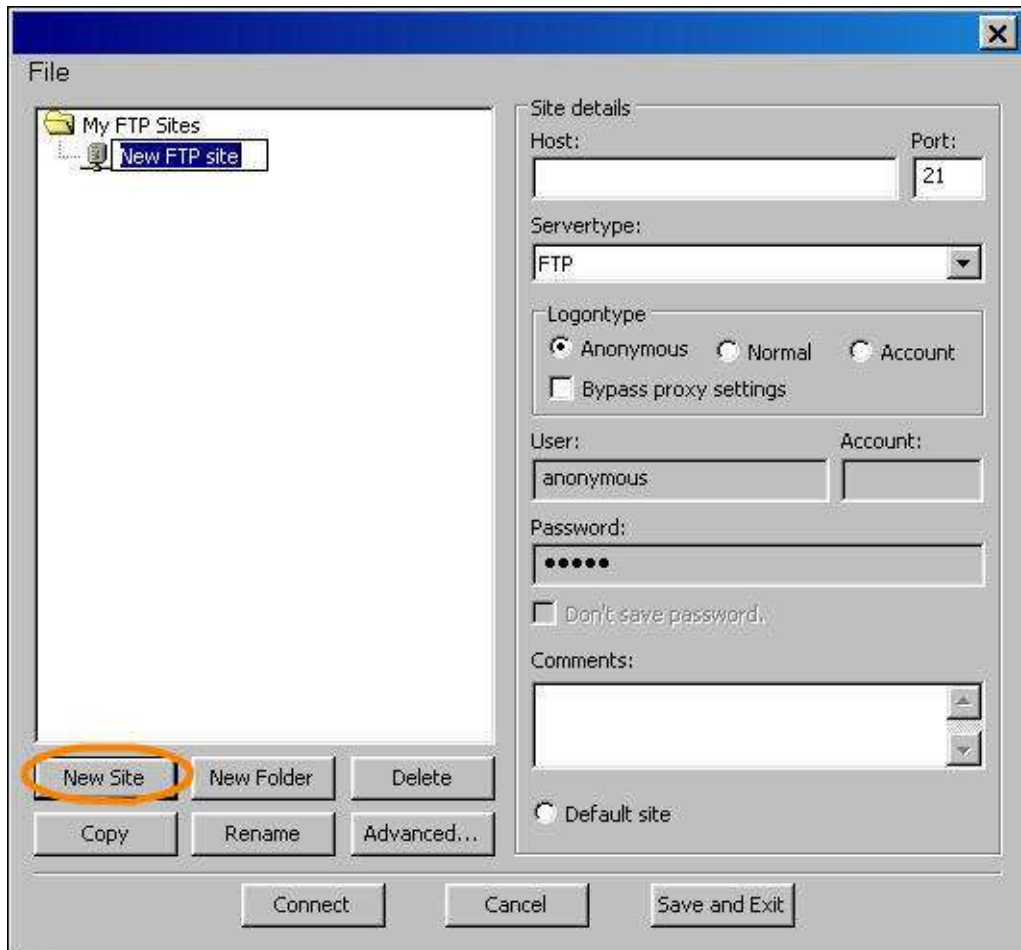 File
My FTP Sites
New FTP site
Site details
Host: Port:
21
Servertype:
FTP
Logontype
Anonymous Normal Account
Bypass proxy settings
User: Account:
anonymous
Password:
•••••
Don't save password.
Comments:
Default site
New Site New Folder Delete
Copy Rename Advanced...
Connect Cancel Save and Exit